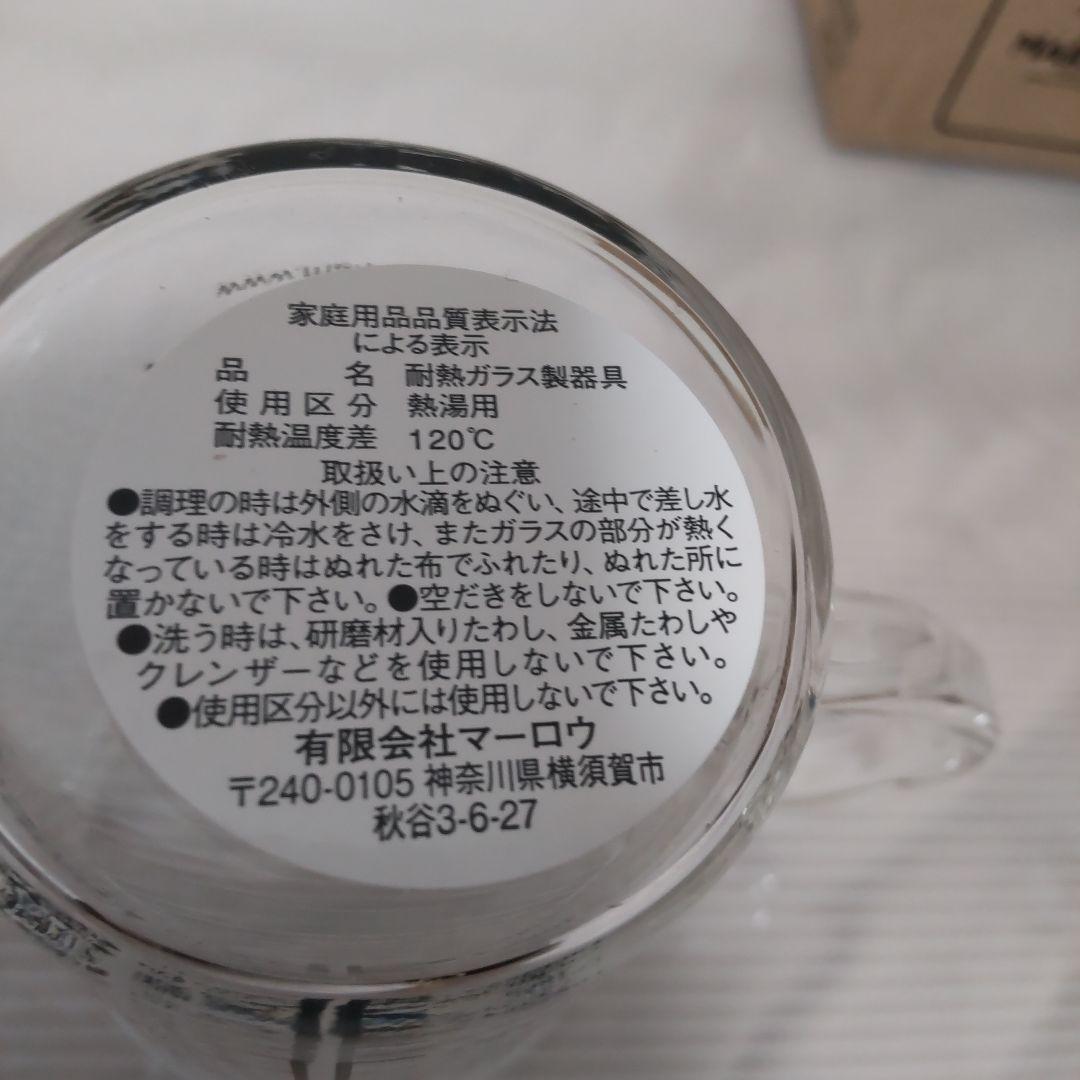 家庭用品品質表示法
による表示
品 名 耐熱ガラス製器具
使用区分 熱湯用
耐熱温度差 120℃
取扱い上の注意
●調理の時は外側の水滴をぬぐい、途中で差し水
をする時は冷水をさけ、またガラスの部分が熱く
なっている時はぬれた布でふれたり、ぬれた所に
置かないで下さい。●空だきをしないで下さい。
●洗う時は、研磨材入りたわし、金属たわしや
クレンザーなどを使用しないで下さい。
●使用区分以外には使用しないで下さい。
有限会社マーロウ
〒240-0105 神奈川県横須賀市
秋谷3-6-27